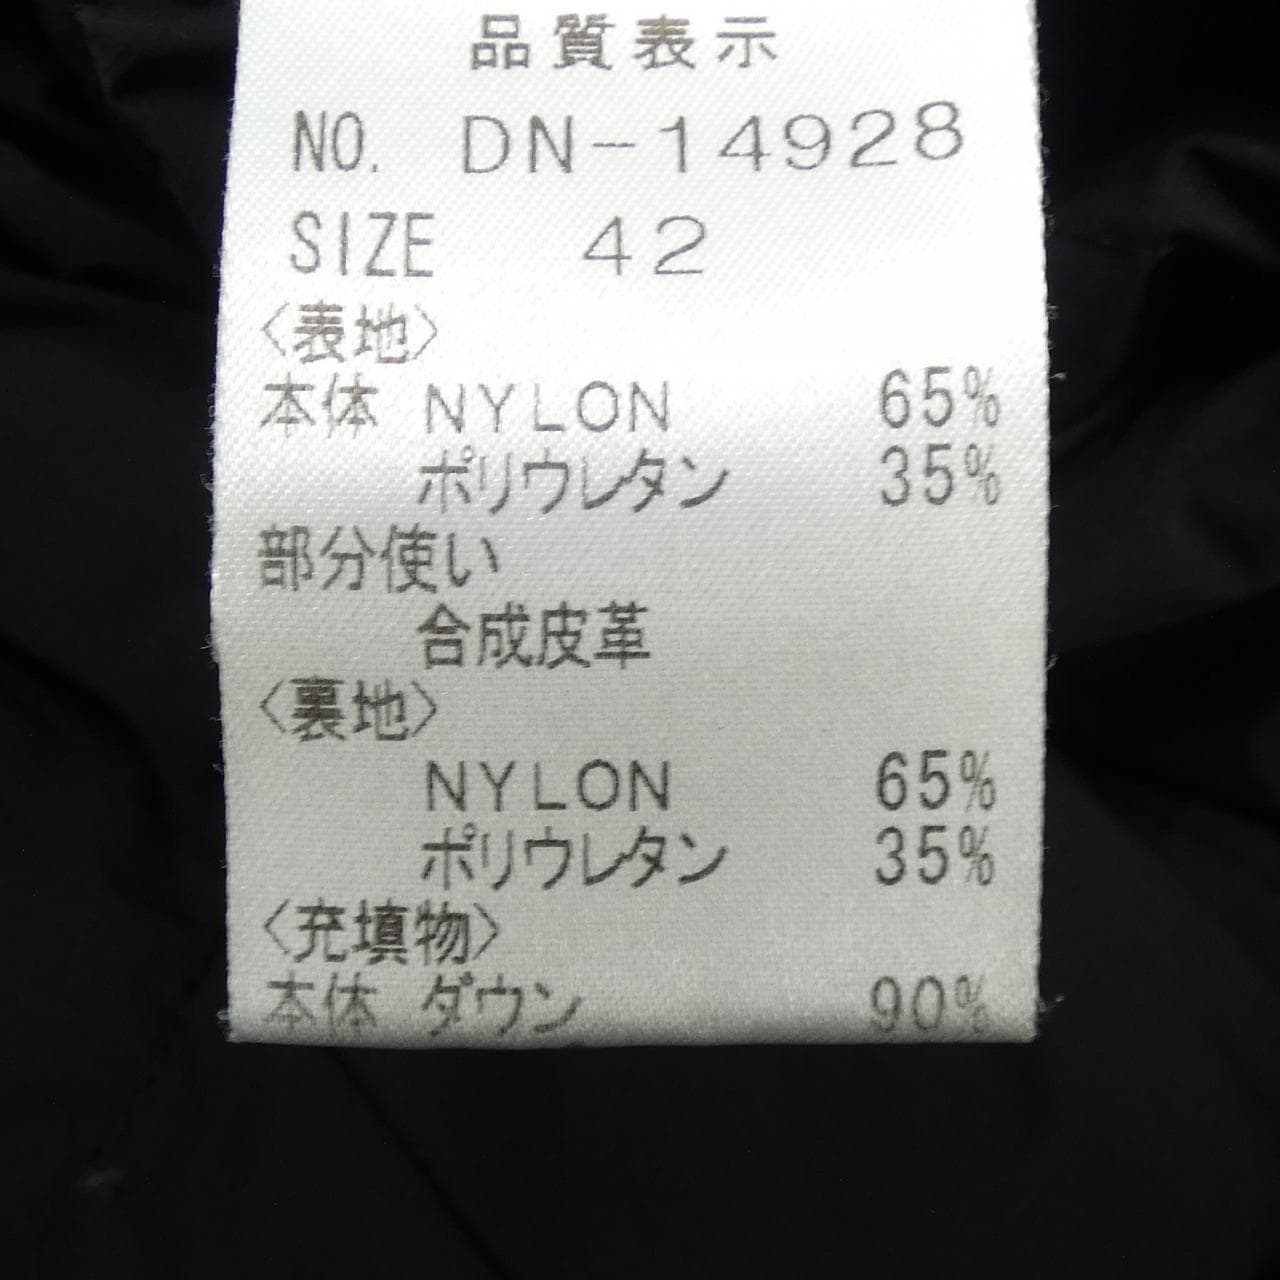 品質表示
NO. DN-14928
SIZE 42
〈表地〉
本体 NYLON 65%
ポリウレタン 35%
部分使い
合成皮革
〈裏地〉
NYLON 65%
ポリウレタン 35%
〈充填物〉
本体 ダウン 90%